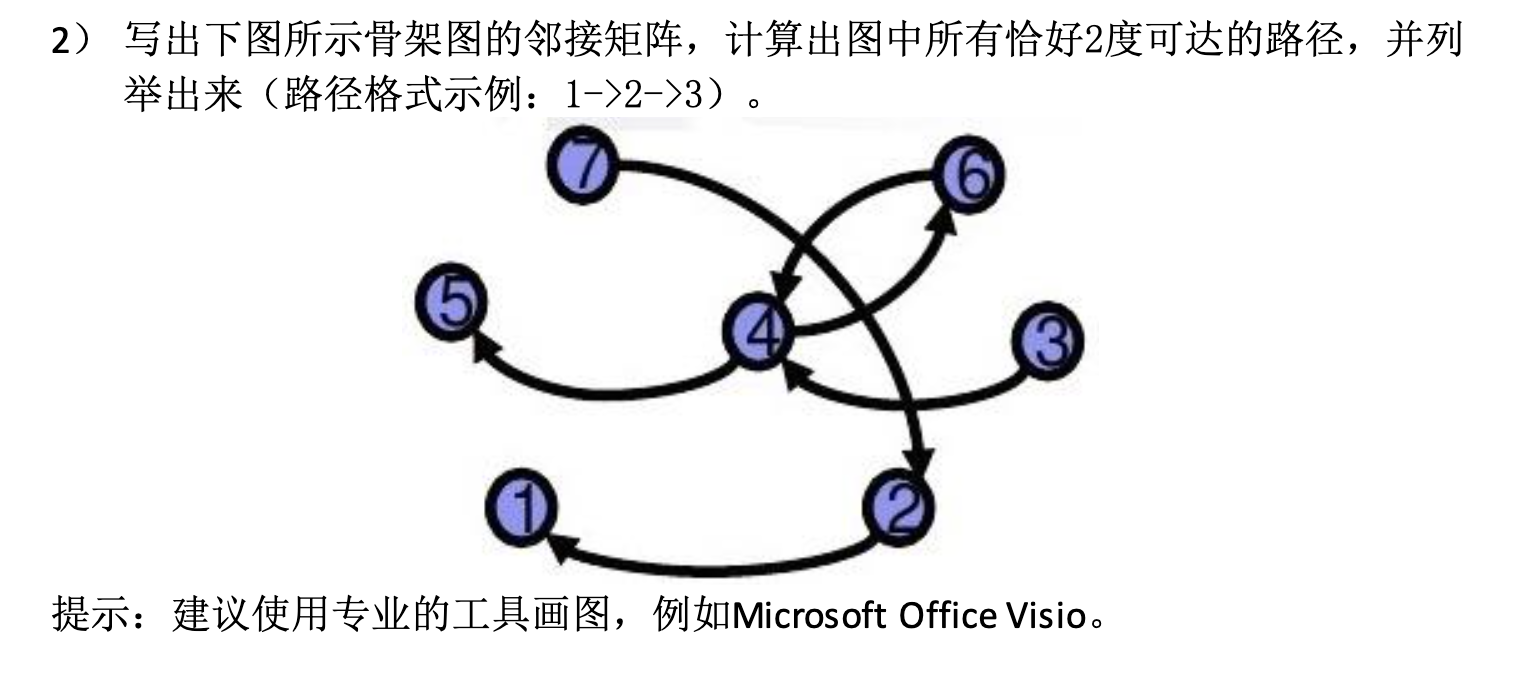 2） 写出下图所示骨架图的邻接矩阵，计算出图中所有恰好2度可达的路径，并列
举出来（路径格式示例：1->2->3）。
7
6
5
4
3
1
2
提示：建议使用专业的工具画图，例如Microsoft Office Visio。